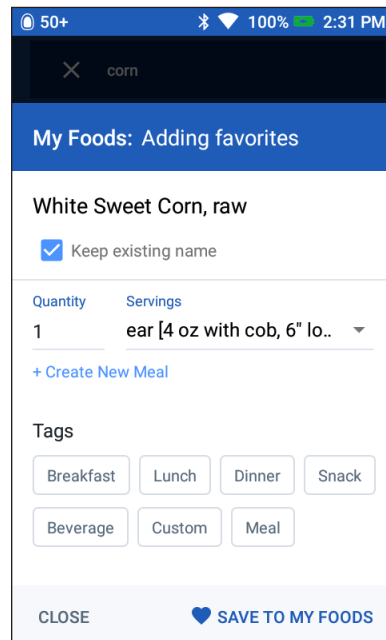 50+ 100% 2:31 PM
corn
My Foods: Adding favorites
White Sweet Corn, raw
Keep existing name
Quantity Servings
1 ear [4 oz with cob, 6" lo..
+ Create New Meal
Tags
Breakfast Lunch Dinner Snack
Beverage Custom Meal
CLOSE SAVE TO MY FOODS